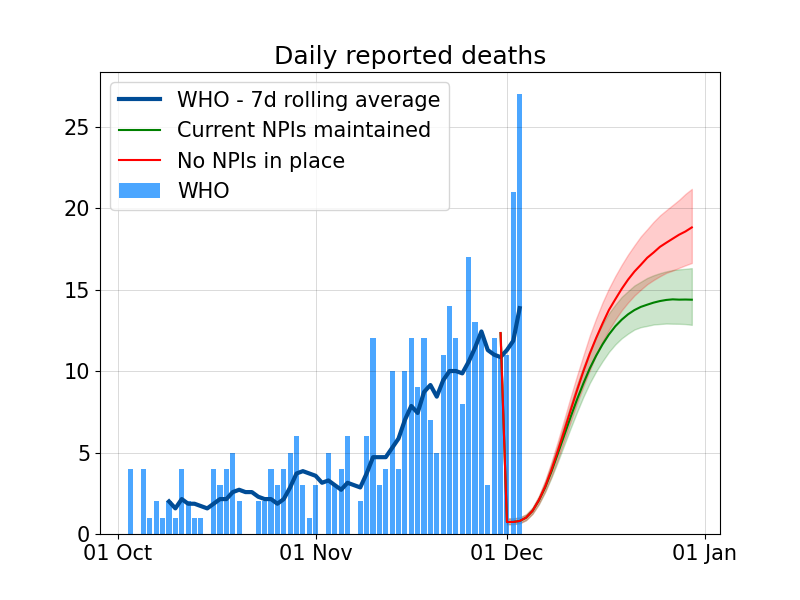 Daily reported deaths
WHO - 7d rolling average
Current NPIs maintained
No NPIs in place
WHO
25
20
15
10
5
0
01 Oct
01 Nov
01 Dec
01 Jan